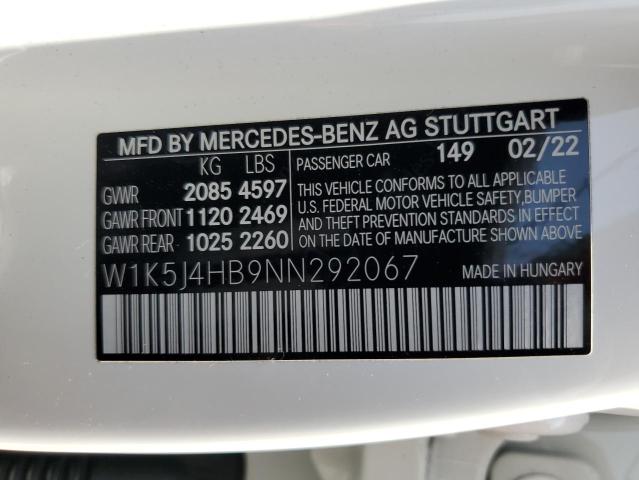 MFD BY MERCEDES-BENZ AG STUTTGART
KG LBS PASSENGER CAR 149 02/22
GVWR 2085 4597 THIS VEHICLE CONFORMS TO ALL APPLICABLE
U.S. FEDERAL MOTOR VEHICLE SAFETY,BUMPER
GAWR FRONT 1120 2469 AND THEFT PREVENTION STANDARDS IN EFFECT
GAWR REAR 1025 2260 ON THE DATE OF MANUFACTURE SHOWN ABOVE.
W1K5J4HB9NN292067 MADE IN HUNGARY